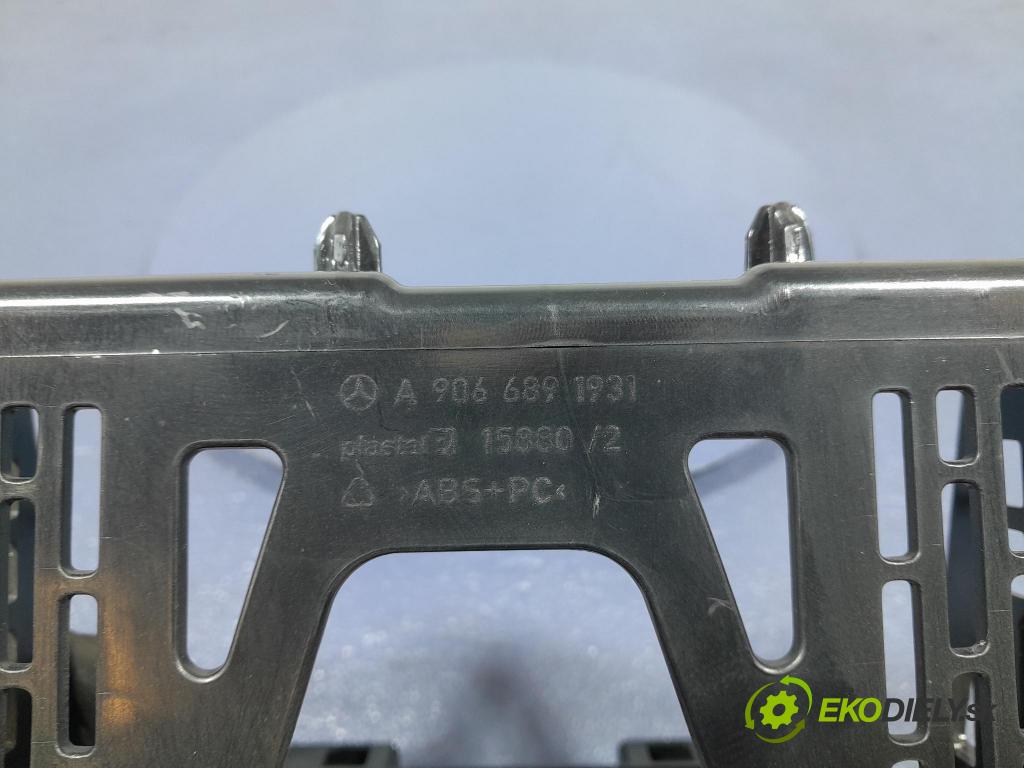 A 906 689 1931
plastal 15880 /2
>ABS+PC<
EKODIELY.sk